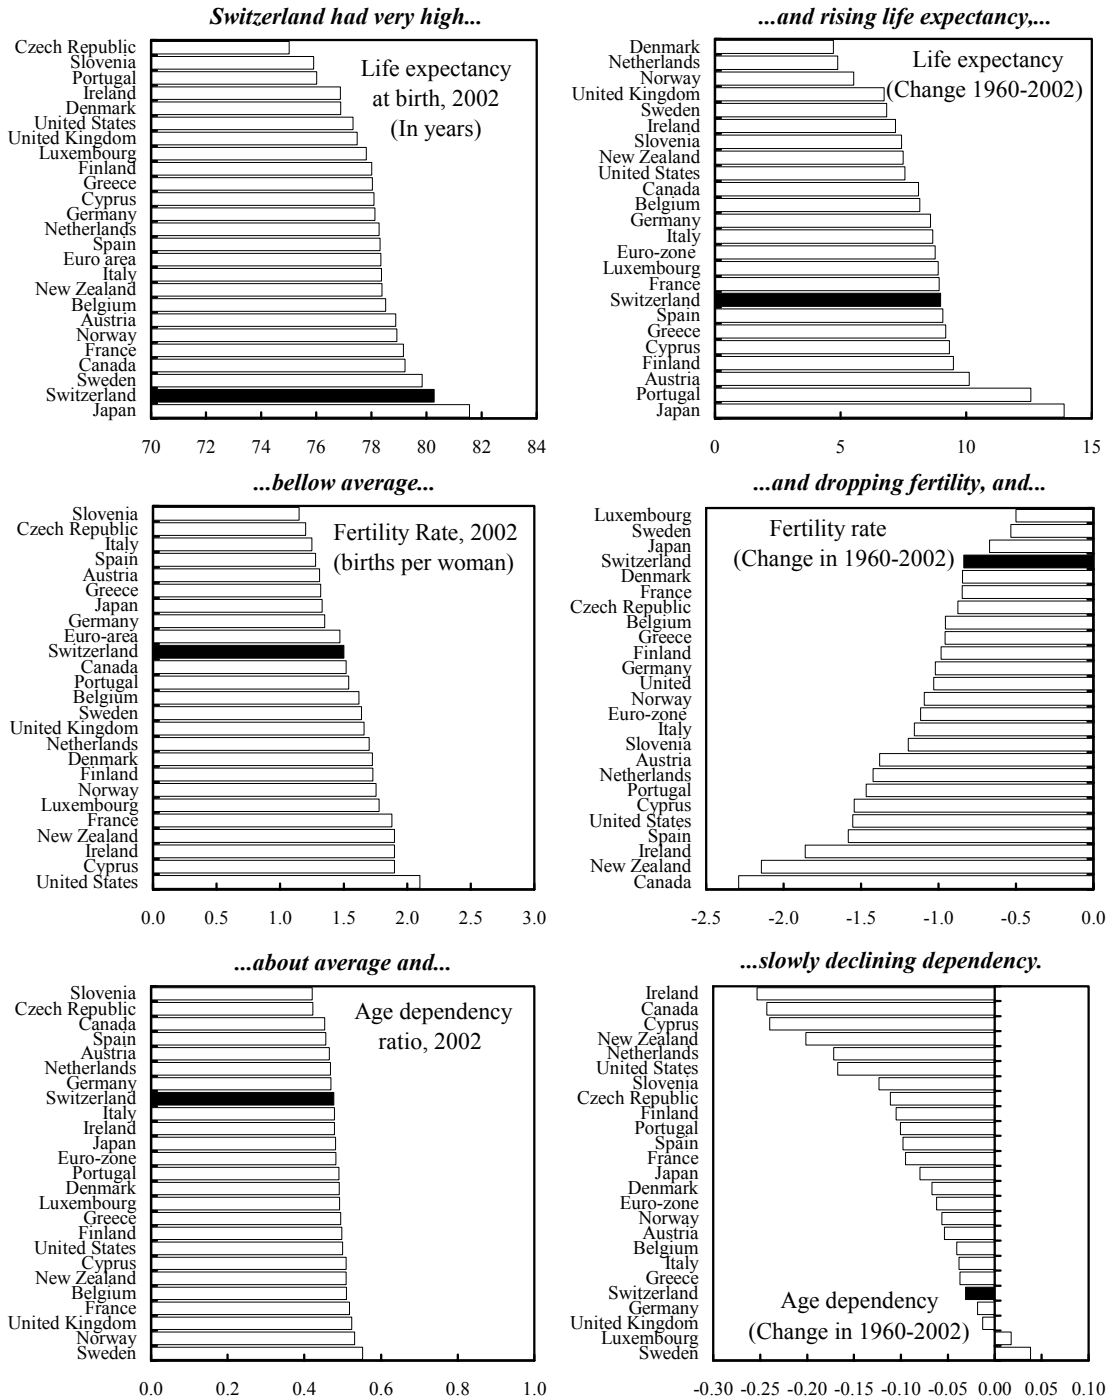 Switzerland had very high...
Czech Republic
Slovenia
Portugal
Ireland
Denmark
United States
United Kingdom
Luxembourg
Finland
Greece
Cyprus
Germany
Netherlands
Spain
Euro area
Italy
New Zealand
Belgium
Austria
Norway
France
Canada
Sweden
Switzerland
Japan
Life expectancy
at birth, 2002
(In years)
70 72 74 76 78 80 82 84
...and rising life expectancy,...
Denmark
Netherlands
Norway
United Kingdom
Sweden
Ireland
Slovenia
New Zealand
United States
Canada
Belgium
Germany
Italy
Euro-zone
Luxembourg
France
Switzerland
Spain
Greece
Cyprus
Finland
Austria
Portugal
Japan
Life expectancy
(Change 1960-2002)
0 5 10 15
...bellow average...
Slovenia
Czech Republic
Italy
Spain
Austria
Greece
Japan
Germany
Euro-area
Switzerland
Canada
Portugal
Belgium
Sweden
United Kingdom
Netherlands
Denmark
Finland
Norway
Luxembourg
France
New Zealand
Ireland
Cyprus
United States
Fertility Rate, 2002
(births per woman)
0.0 0.5 1.0 1.5 2.0 2.5 3.0
...and dropping fertility, and...
Luxembourg
Sweden
Japan
Switzerland
Denmark
France
Czech Republic
Belgium
Greece
Finland
Germany
United
Norway
Euro-zone
Italy
Slovenia
Austria
Netherlands
Portugal
Cyprus
United States
Spain
Ireland
New Zealand
Canada
Fertility rate
(Change in 1960-2002)
-2.5 -2.0 -1.5 -1.0 -0.5 0.0
...about average and...
Slovenia
Czech Republic
Canada
Spain
Austria
Netherlands
Germany
Switzerland
Italy
Ireland
Japan
Euro-zone
Portugal
Denmark
Luxembourg
Greece
Finland
United States
Cyprus
New Zealand
Belgium
France
United Kingdom
Norway
Sweden
Age dependency
ratio, 2002
0.0 0.2 0.4 0.6 0.8 1.0
...slowly declining dependency.
Ireland
Canada
Cyprus
New Zealand
Netherlands
United States
Slovenia
Czech Republic
Finland
Portugal
Spain
France
Japan
Denmark
Euro-zone
Norway
Austria
Belgium
Italy
Greece
Switzerland
Germany
United Kingdom
Luxembourg
Sweden
Age dependency
(Change in 1960-2002)
-0.30 -0.25 -0.20 -0.15 -0.10 -0.05 0.00 0.05 0.10